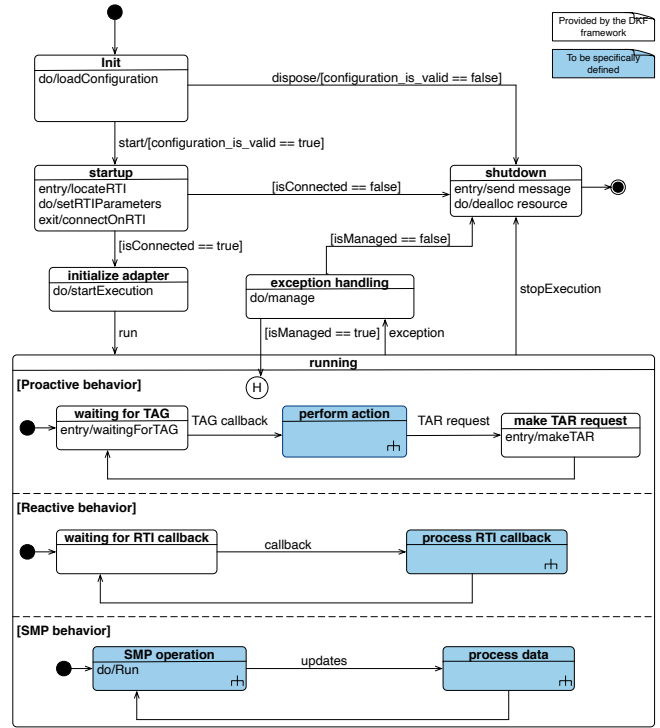 Provided by the DKF
framework
To be specifically
defined
Init
do/loadConfiguration
dispose/[configuration_is_valid == false]
start/[configuration_is_valid == true]
startup
entry/locateRTI
do/setRTIParameters
exit/connectOnRTI
[isConnected == false]
shutdown
entry/send message
do/dealloc resource
[isConnected == true]
[isManaged == false]
initialize adapter
do/startExecution
exception handling
do/manage
stopExecution
run
[isManaged == true]
exception
running
H
[Proactive behavior]
waiting for TAG
entry/waitingForTAG
TAG callback
perform action
TAR request
make TAR request
entry/makeTAR
[Reactive behavior]
waiting for RTI callback
callback
process RTI callback
[SMP behavior]
SMP operation
do/Run
updates
process data